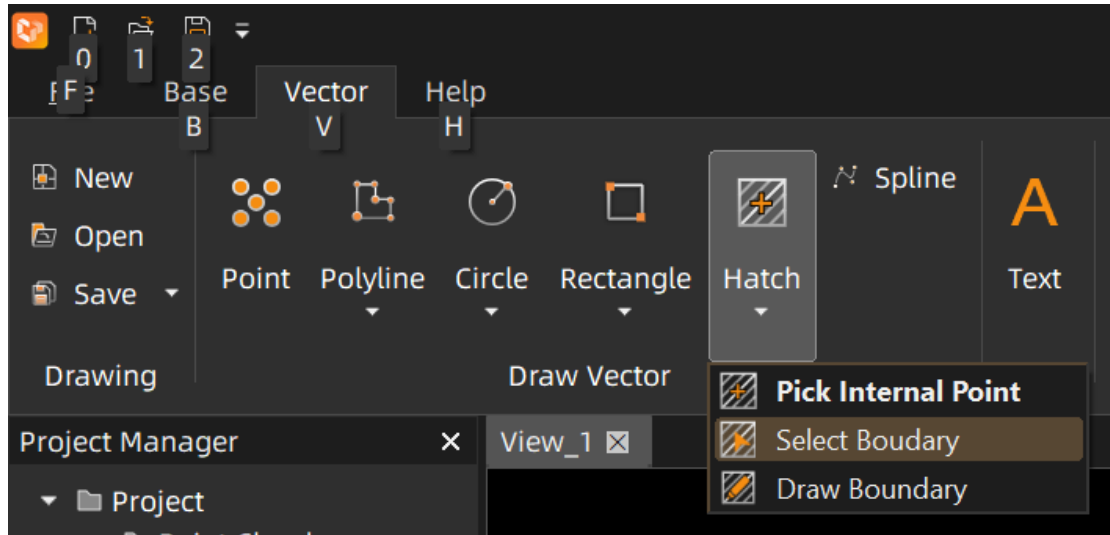 0 1 2
File Base Vector Help
F B V H
New
Open
Save
Point Polyline Circle Rectangle Hatch Spline Text
Drawing Draw Vector
Pick Internal Point
Select Boudary
Draw Boundary
Project Manager
View_1
Project